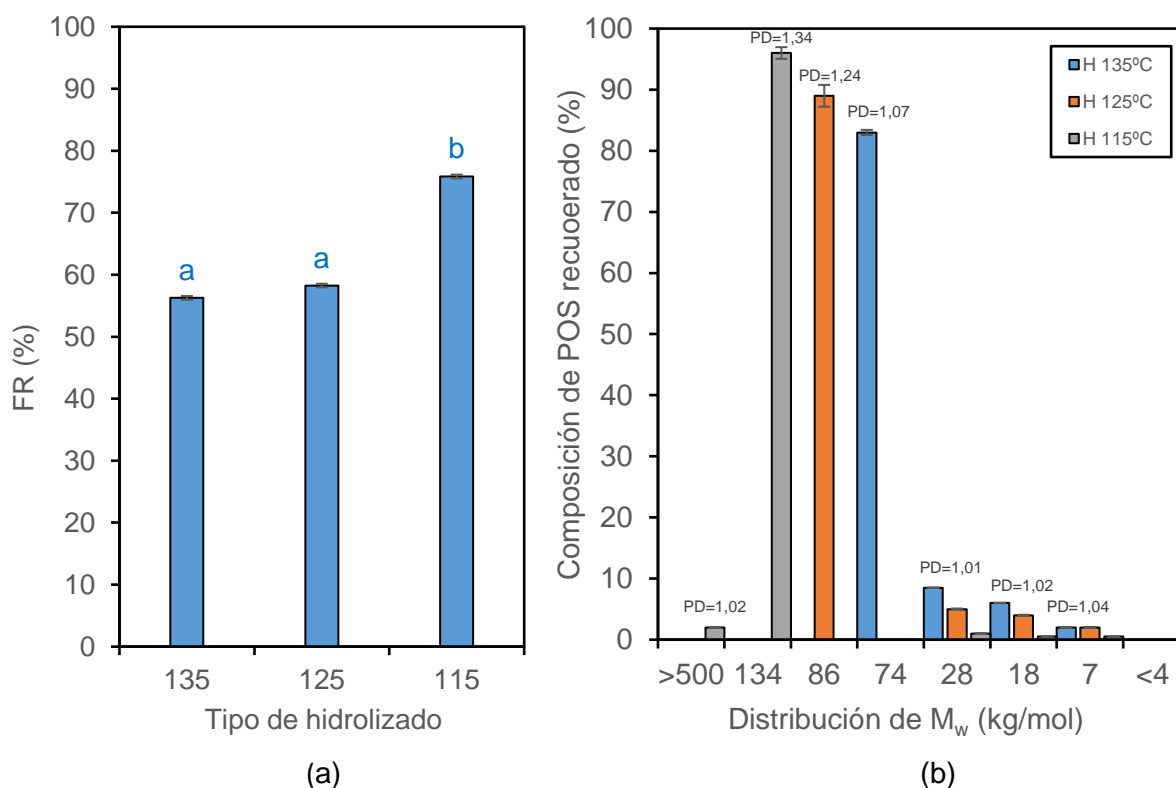 100
90
80
70
60
50
40
30
20
10
0
FR (%)
a
a
b
135
125
115
Tipo de hidrolizado
(a)
100
90
80
70
60
50
40
30
20
10
0
Composición de POS recuoerado (%)
PD=1,34
PD=1,24
PD=1,07
PD=1,02
PD=1,01
PD=1,02
PD=1,04
H 135ºC
H 125ºC
H 115ºC
>500
134
86
74
28
18
7
<4
Distribución de Mw (kg/mol)
(b)